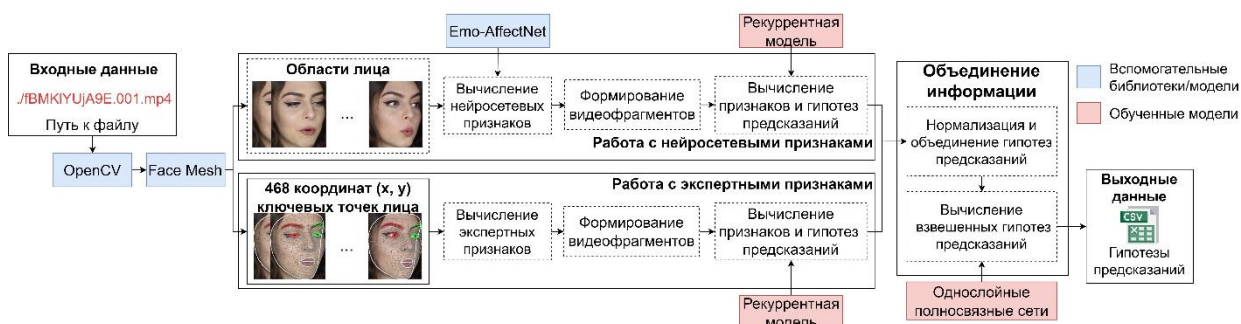 Входные данные
./fBMKIYUjA9E.001.mp4
Путь к файлу
OpenCV
Face Mesh
Emo-AffectNet
Рекуррентная
модель
Области лица
...
Вычисление
нейросетевых
признаков
Формирование
видеофрагментов
Вычисление
признаков и гипотез
предсказаний
Работа с нейросетевыми признаками
Работа с экспертными признаками
468 координат (x, y)
ключевых точек лица
...
Вычисление
экспертных
признаков
Формирование
видеофрагментов
Вычисление
признаков и гипотез
предсказаний
Рекуррентная
модель
Объединение
информации
Нормализация и
объединение гипотез
предсказаний
Вычисление
взвешенных гипотез
предсказаний
Однослойные
полносвязные сети
Выходные
данные
CSV
Гипотезы
предсказаний
Вспомогательные
библиотеки/модели
Обученные модели